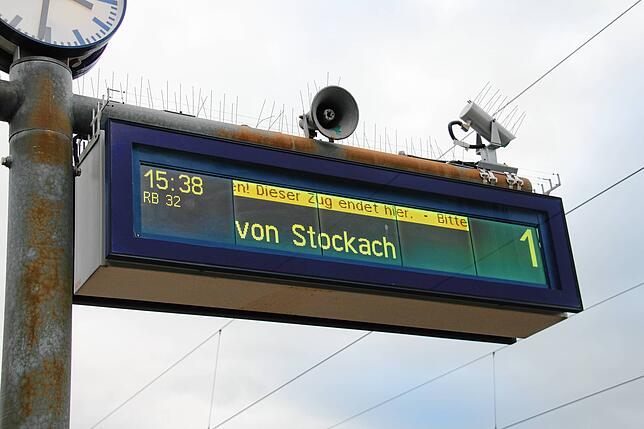 15:38
RB 32
en! Dieser Zug endet hier. - Bitte
von Stockach
1